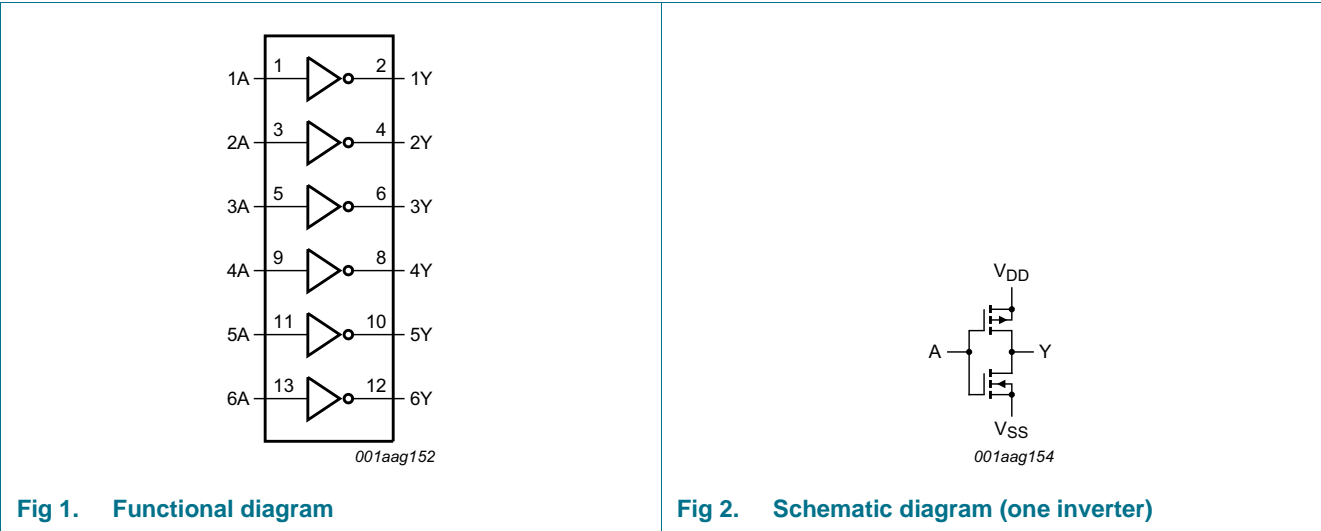 1A 1 2 1Y
2A 3 4 2Y
3A 5 6 3Y
4A 9 8 4Y
5A 11 10 5Y
6A 13 12 6Y
001aag152
Fig 1. Functional diagram
VDD
A Y
VSS
001aag154
Fig 2. Schematic diagram (one inverter)